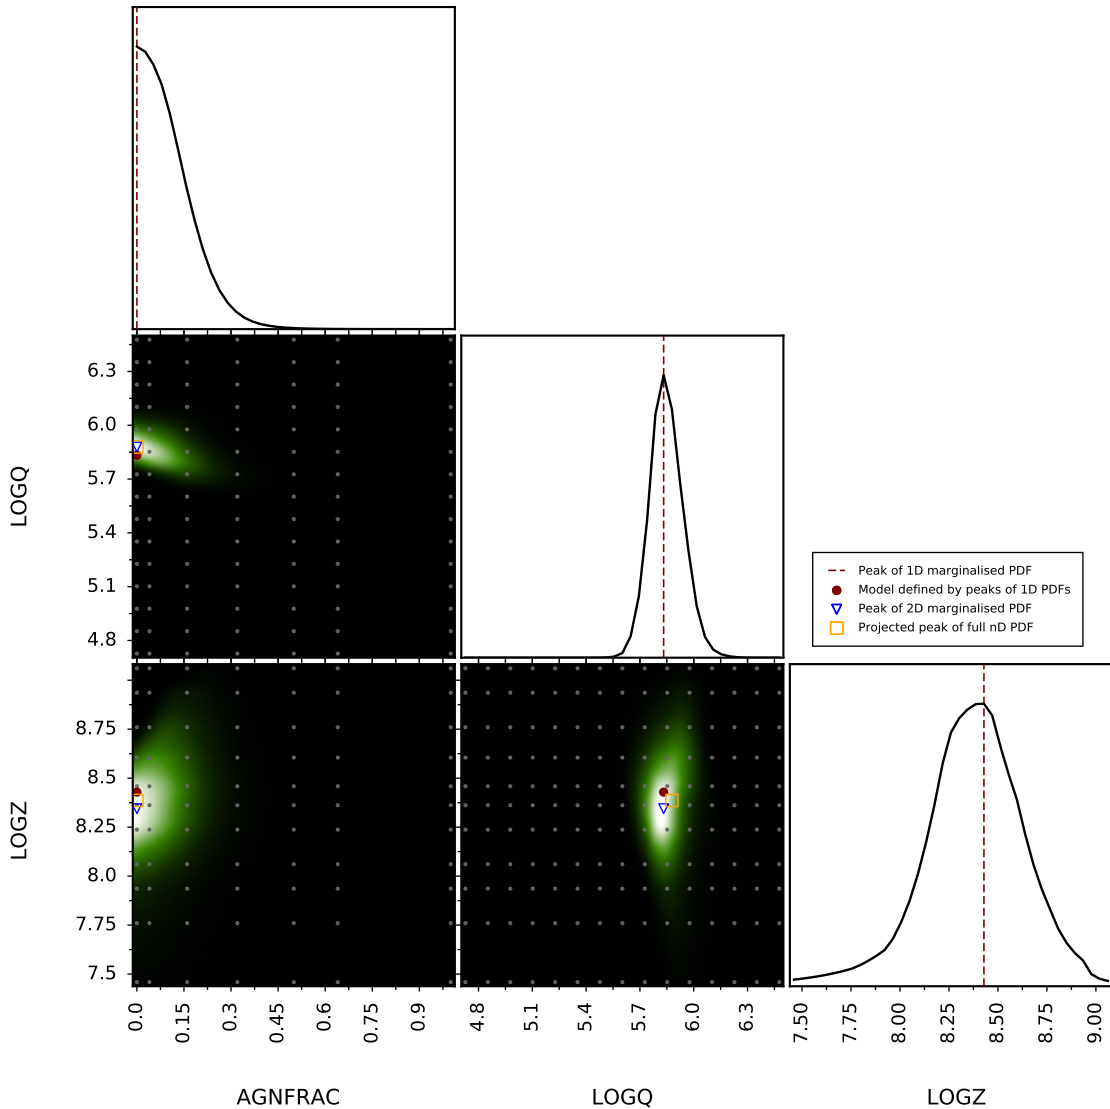 LOGQ
6.3
6.0
5.7
5.4
5.1
4.8
Peak of 1D marginalised PDF
Model defined by peaks of 1D PDFs
Peak of 2D marginalised PDF
Projected peak of full nD PDF
LOGZ
8.75
8.5
8.25
8.0
7.75
7.5
0.0 0.15 0.3 0.45 0.6 0.75 0.9
4.8 5.1 5.4 5.7 6.0 6.3
7.50 7.75 8.00 8.25 8.50 8.75 9.00
AGNFRAC LOGQ LOGZ